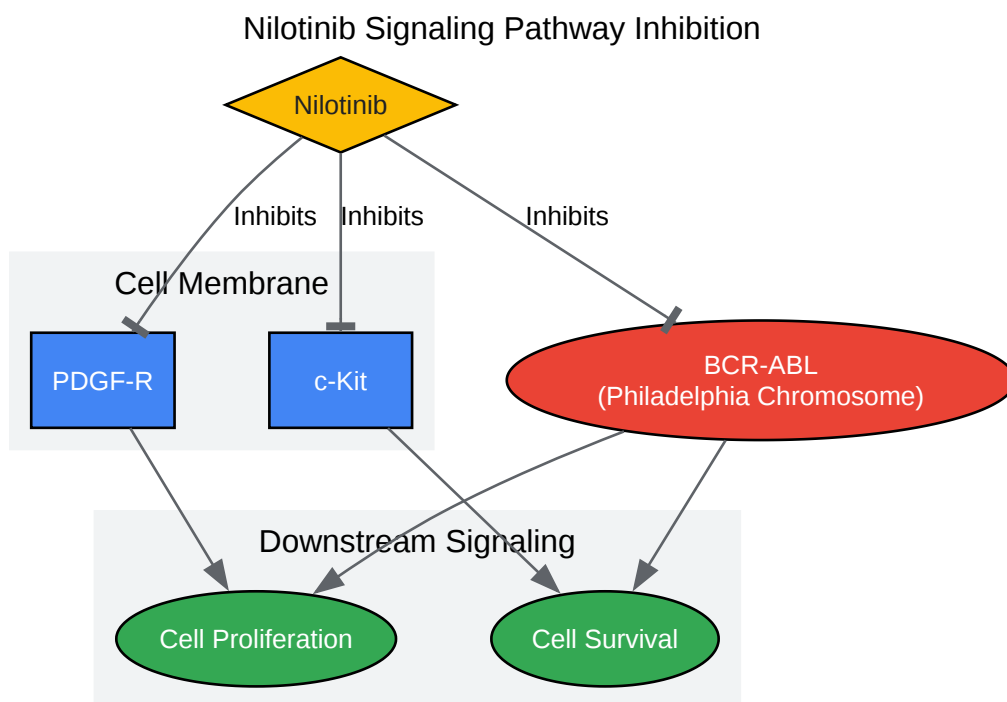 Nilotinib Signaling Pathway Inhibition
Nilotinib
Inhibits
Inhibits
Inhibits
Cell Membrane
PDGF-R
c-Kit
BCR-ABL
(Philadelphia Chromosome)
Downstream Signaling
Cell Proliferation
Cell Survival